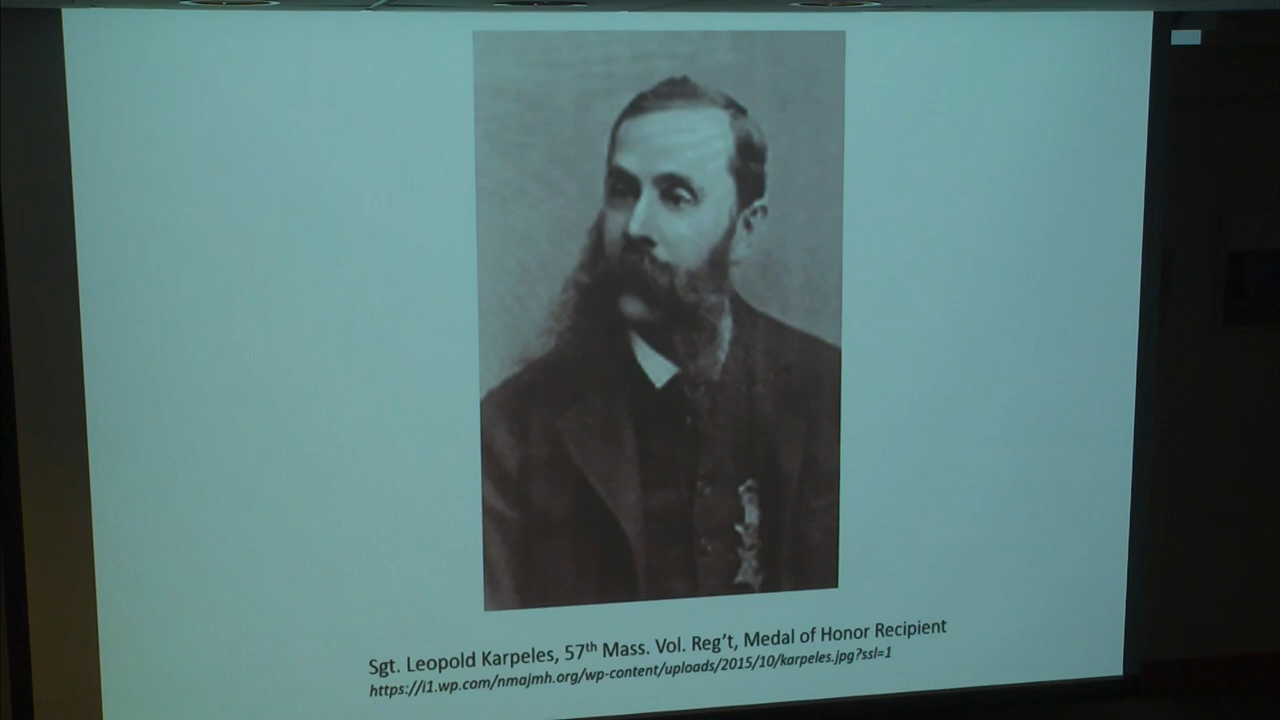 Sgt. Leopold Karpeles, 57th Mass. Vol. Reg't, Medal of Honor Recipient
https://i1.wp.com/nmajmh.org/wp-content/uploads/2015/10/karpeles.jpg?ssl=1